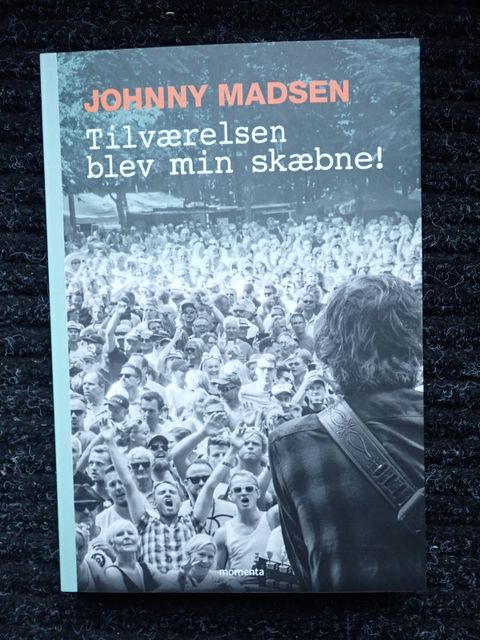 JOHNNY MADSEN
Tilværelsen
blev min skæbne!
momenta